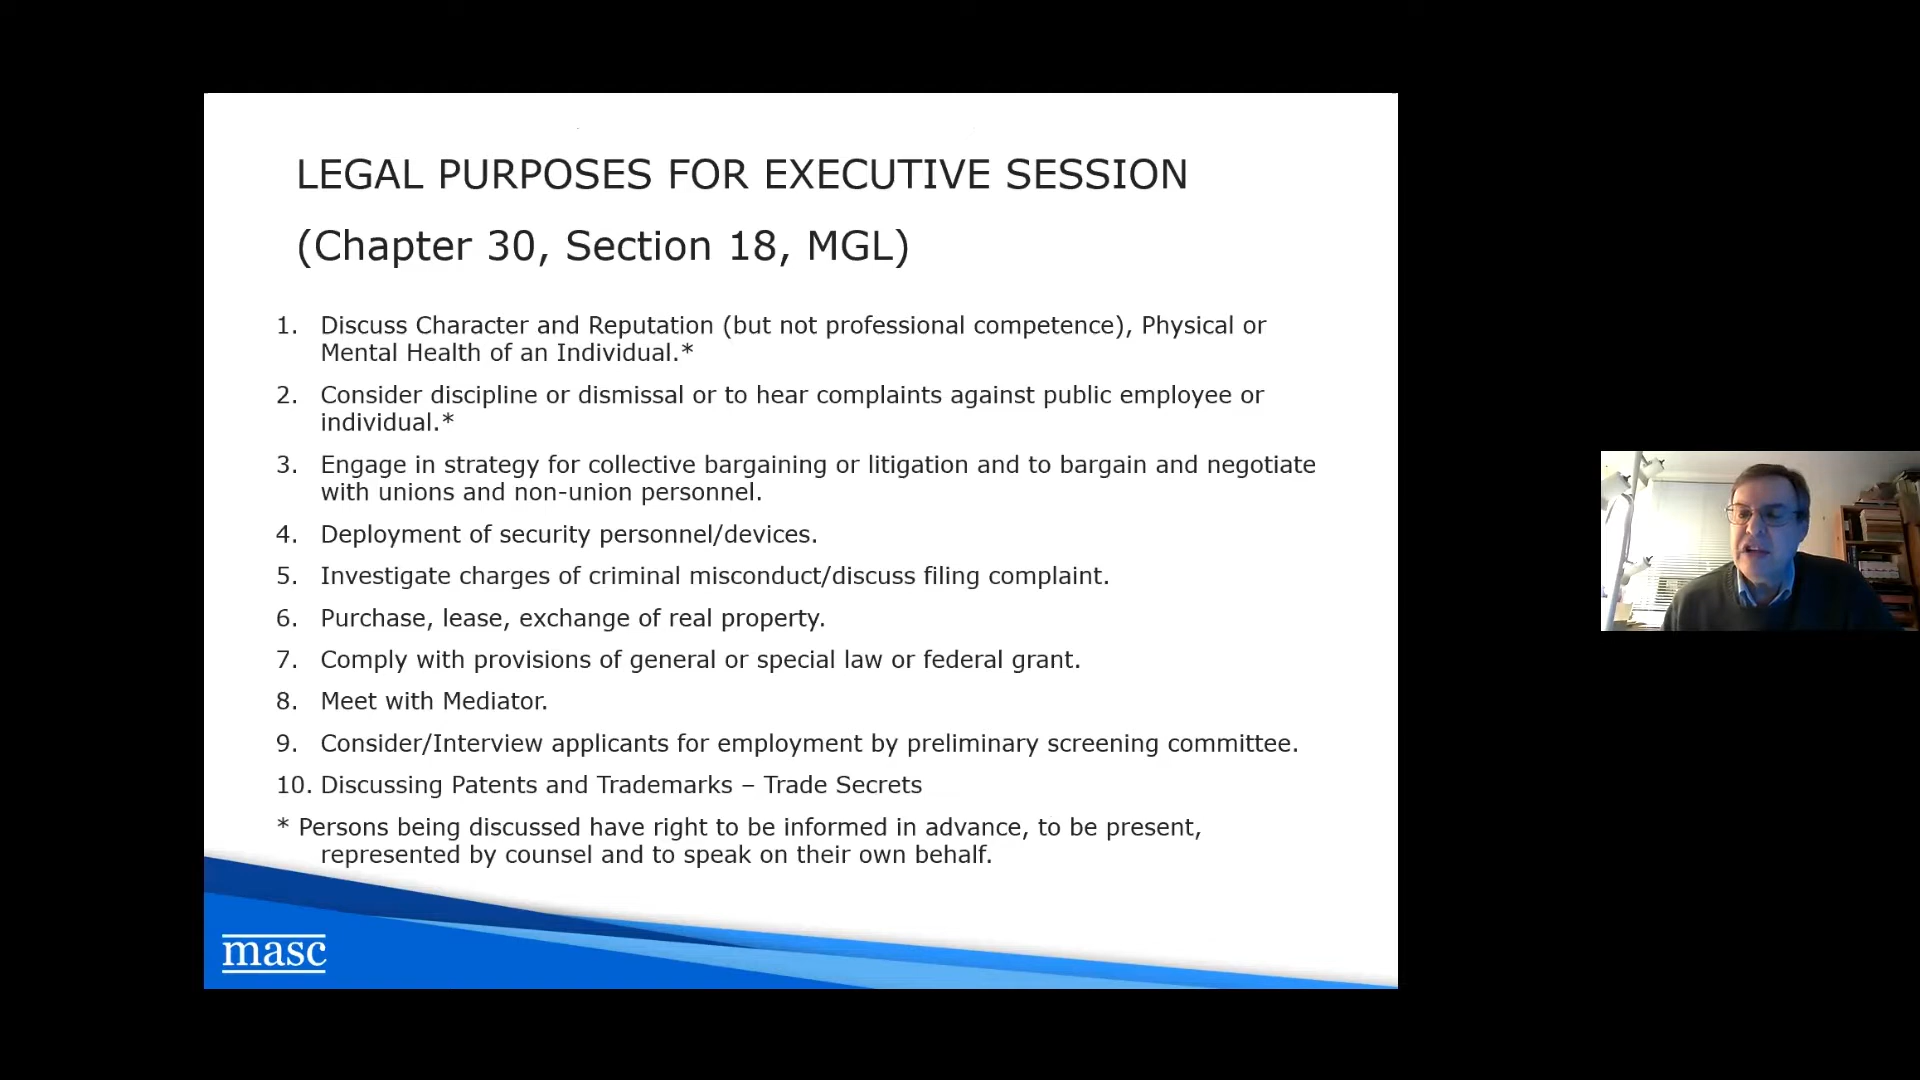 LEGAL PURPOSES FOR EXECUTIVE SESSION
(Chapter 30, Section 18, MGL)
1. Discuss Character and Reputation (but not professional competence), Physical or
Mental Health of an Individual.*
2. Consider discipline or dismissal or to hear complaints against public employee or
individual.*
3. Engage in strategy for collective bargaining or litigation and to bargain and negotiate
with unions and non-union personnel.
4. Deployment of security personnel/devices.
5. Investigate charges of criminal misconduct/discuss filing complaint.
6. Purchase, lease, exchange of real property.
7. Comply with provisions of general or special law or federal grant.
8. Meet with Mediator.
9. Consider/Interview applicants for employment by preliminary screening committee.
10. Discussing Patents and Trademarks – Trade Secrets
* Persons being discussed have right to be informed in advance, to be present,
represented by counsel and to speak on their own behalf.
masc